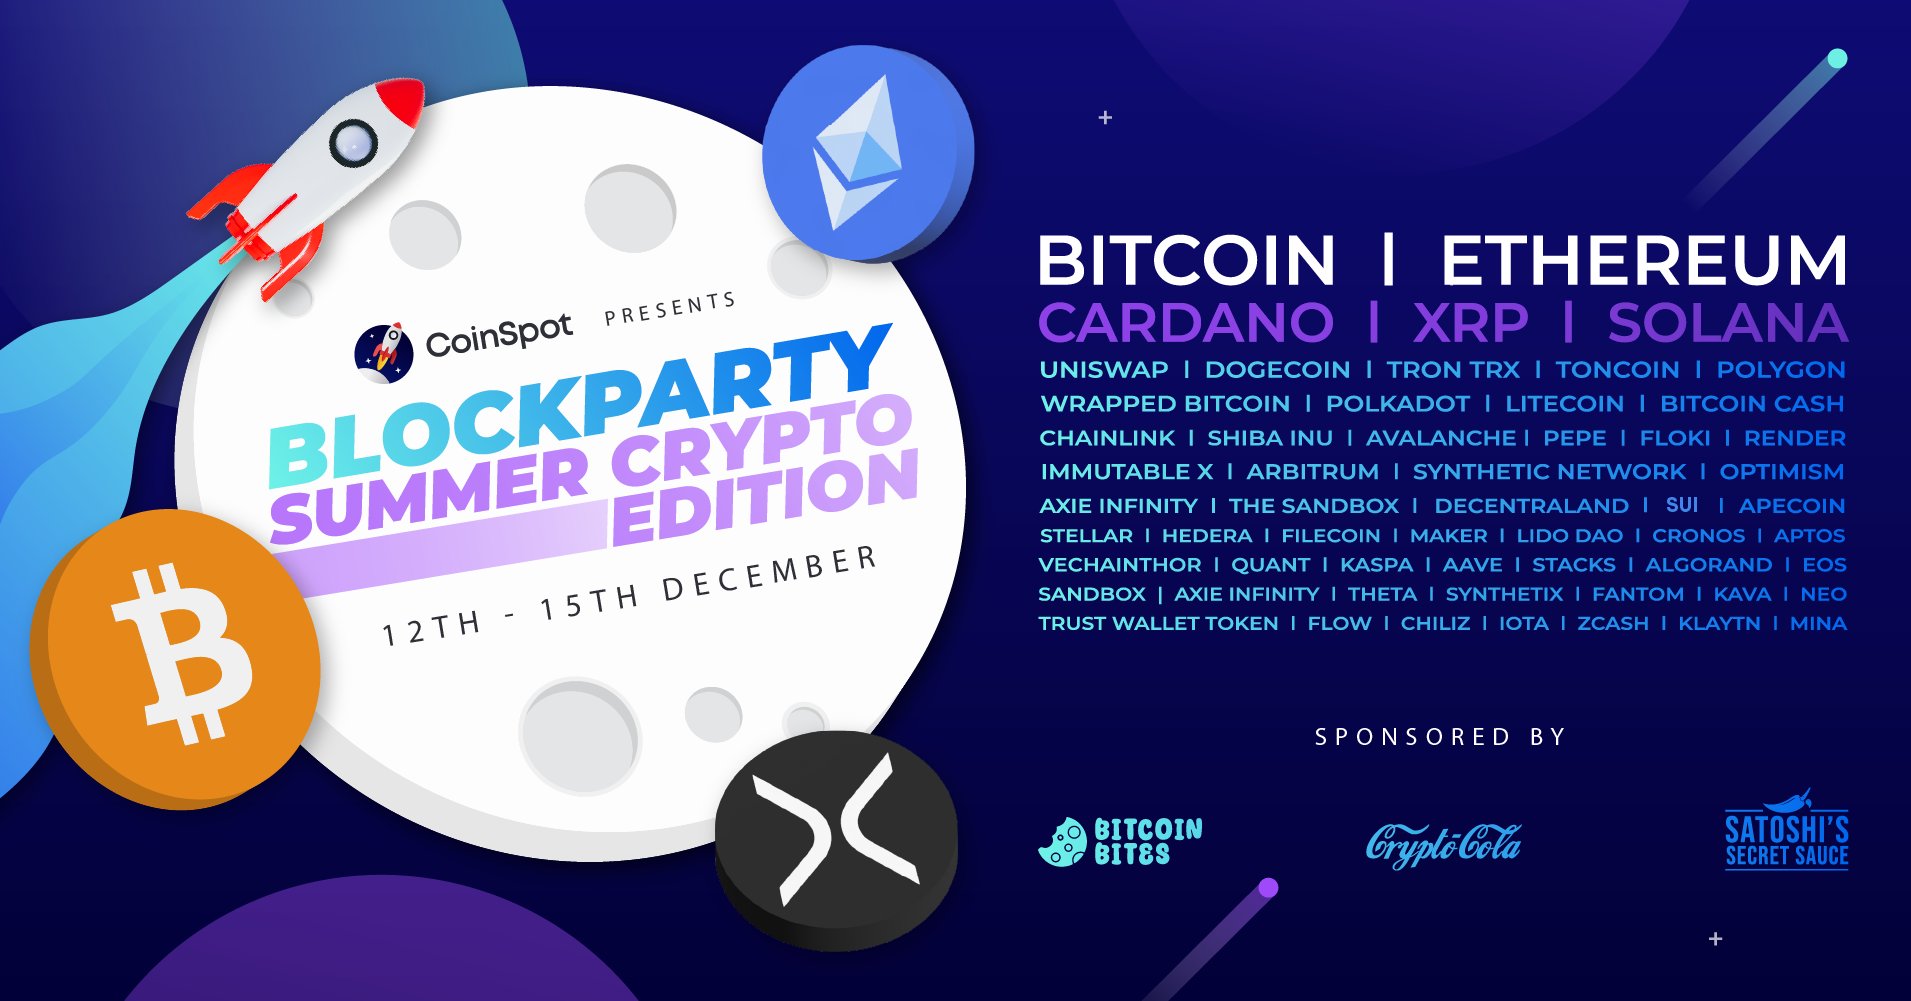 CoinSpot PRESENTS
BLOCKPARTY
SUMMER CRYPTO
EDITION
12TH - 15TH DECEMBER
BITCOIN | ETHEREUM
CARDANO | XRP | SOLANA
UNISWAP | DOGECOIN | TRON TRX | TONCOIN | POLYGON
WRAPPED BITCOIN | POLKADOT | LITECOIN | BITCOIN CASH
CHAINLINK | SHIBA INU | AVALANCHE | PEPE | FLOKI | RENDER
IMMUTABLE X | ARBITRUM | SYNTHETIC NETWORK | OPTIMISM
AXIE INFINITY | THE SANDBOX | DECENTRALAND | SUI | APECOIN
STELLAR | HEDERA | FILECOIN | MAKER | LIDO DAO | CRONOS | APTOS
VECHAINTHOR | QUANT | KASPA | AAVE | STACKS | ALGORAND | EOS
SANDBOX | AXIE INFINITY | THETA | SYNTHETIX | FANTOM | KAVA | NEO
TRUST WALLET TOKEN | FLOW | CHILIZ | IOTA | ZCASH | KLAYTN | MINA
SPONSORED BY
BITCOIN
BITES
Crypto-Cola
SATOSHI'S
SECRET SAUCE